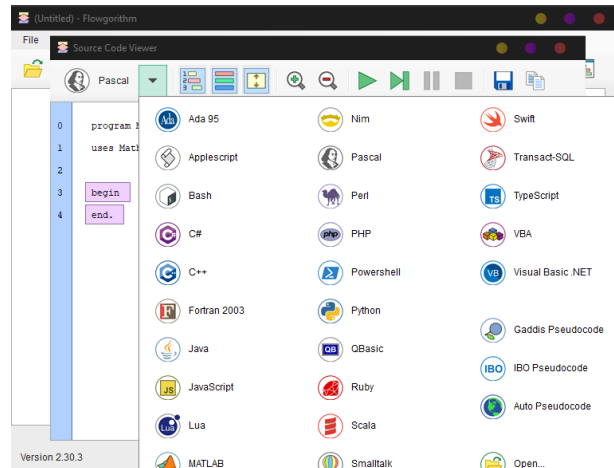 (Untitled) - Flowgorithm
File
Source Code Viewer
Pascal
0 program
1 uses Mat
2
3 begin
4 end.
Ada 95
Applescript
Bash
C#
C++
Fortran 2003
Java
JavaScript
Lua
MATLAB
Nim
Pascal
Perl
PHP
Powershell
Python
QBasic
Ruby
Scala
Smalltalk
Swift
Transact-SQL
TypeScript
VBA
Visual Basic .NET
Gaddis Pseudocode
IBO Pseudocode
Auto Pseudocode
Open...
Version 2.30.3